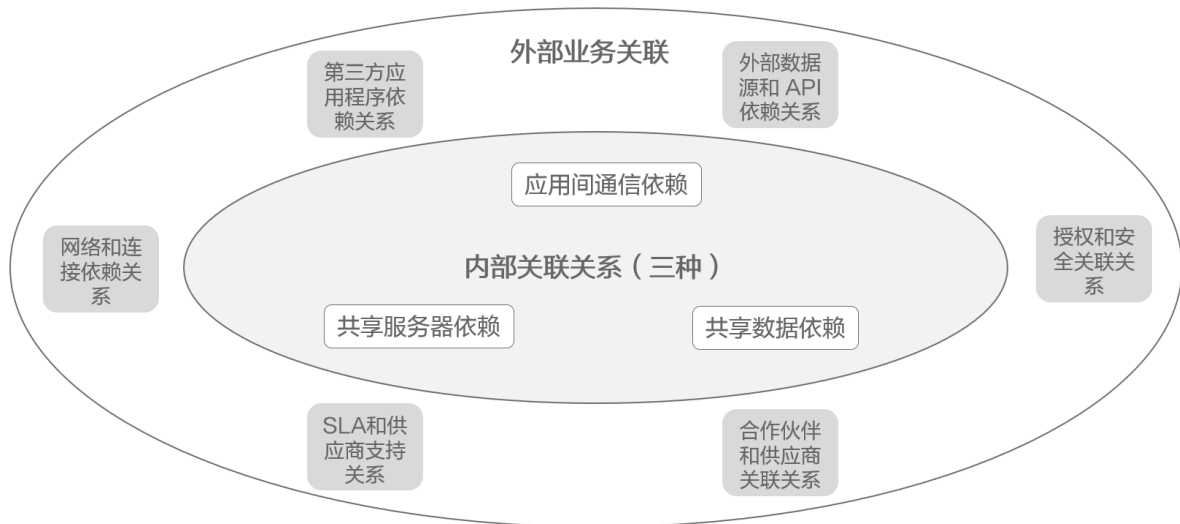 外部业务关联
第三方应
用程序依
赖关系
外部数据
源和 API
依赖关系
应用间通信依赖
网络和连
接依赖关
系
内部关联关系（三种）
授权和安
全关联关
系
共享服务器依赖
共享数据依赖
SLA和供
应商支持
关系
合作伙伴
和供应商
关联关系